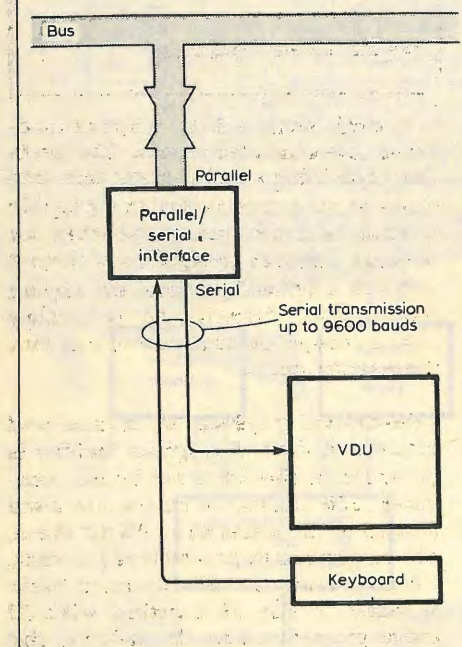 Bus
Parallel
Parallel/
serial
interface
Serial
Serial transmission
up to 9600 bauds
VDU
Keyboard